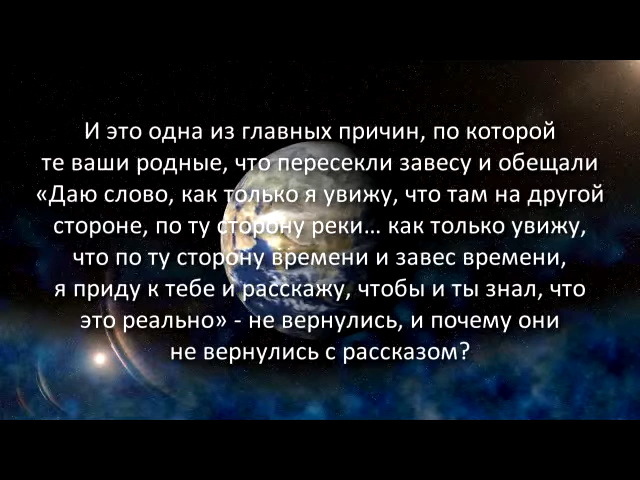 И это одна из главных причин, по которой
те ваши родные, что пересекли завесу и обещали
«Даю слово, как только я увижу, что там на другой
стороне, по ту сторону реки… как только увижу,
что по ту сторону времени и завес времени,
я приду к тебе и расскажу, чтобы и ты знал, что
это реально» - не вернулись, и почему они
не вернулись с рассказом?